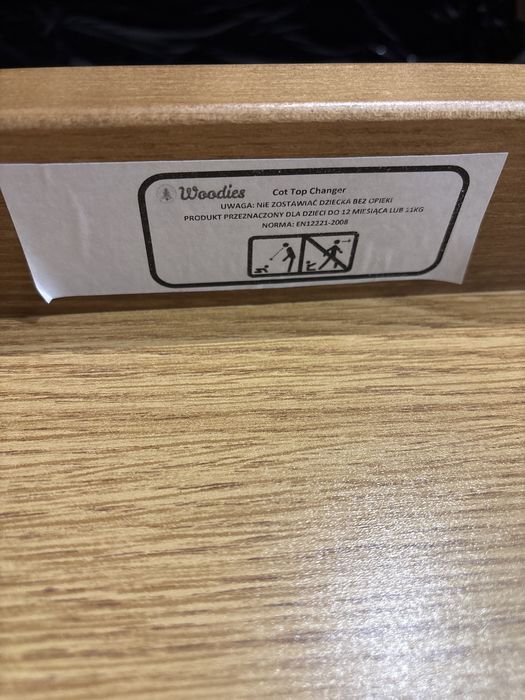 Woodies Cot Top Changer
UWAGA: NIE ZOSTAWIAĆ DZIECKA BEZ OPIEKI
PRODUKT PRZEZNACZONY DLA DZIECI DO 12 MIESIĄCA LUB 11KG
NORMA: EN12221-2008